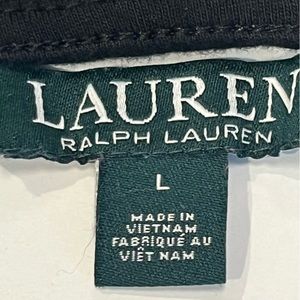 LAUREN
RALPH LAUREN
L
MADE IN
VIETNAM
FABRIQUÉ AU
VIÊT NAM